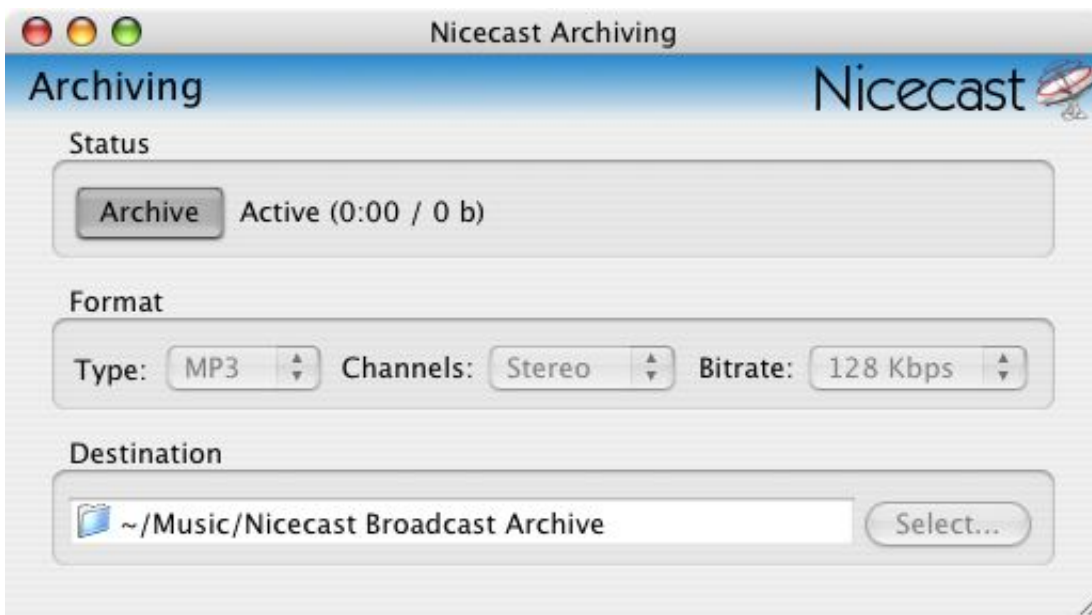 Nicecast Archiving
Archiving
Nicecast
Status
Archive Active (0:00 / 0 b)
Format
Type: MP3 Channels: Stereo Bitrate: 128 Kbps
Destination
~/Music/Nicecast Broadcast Archive Select...